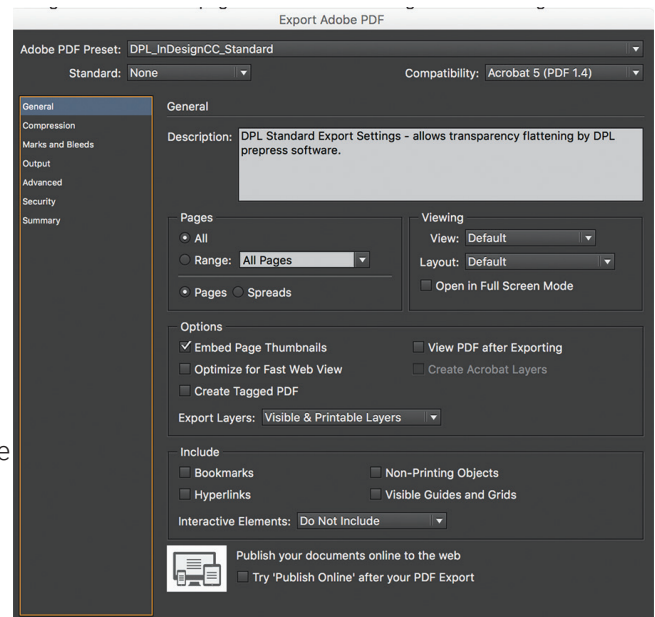 Export Adobe PDF
Adobe PDF Preset: DPL_InDesignCC_Standard
Standard: None Compatibility: Acrobat 5 (PDF 1.4)
General
Compression
Marks and Bleeds
Output
Advanced
Security
Summary
General
Description: DPL Standard Export Settings - allows transparency flattening by DPL
prepress software.
Pages
All
Range: All Pages
Pages Spreads
Viewing
View: Default
Layout: Default
Open in Full Screen Mode
Options
Embed Page Thumbnails View PDF after Exporting
Optimize for Fast Web View Create Acrobat Layers
Create Tagged PDF
Export Layers: Visible & Printable Layers
Include
Bookmarks Non-Printing Objects
Hyperlinks Visible Guides and Grids
Interactive Elements: Do Not Include
Publish your documents online to the web
Try 'Publish Online' after your PDF Export
e